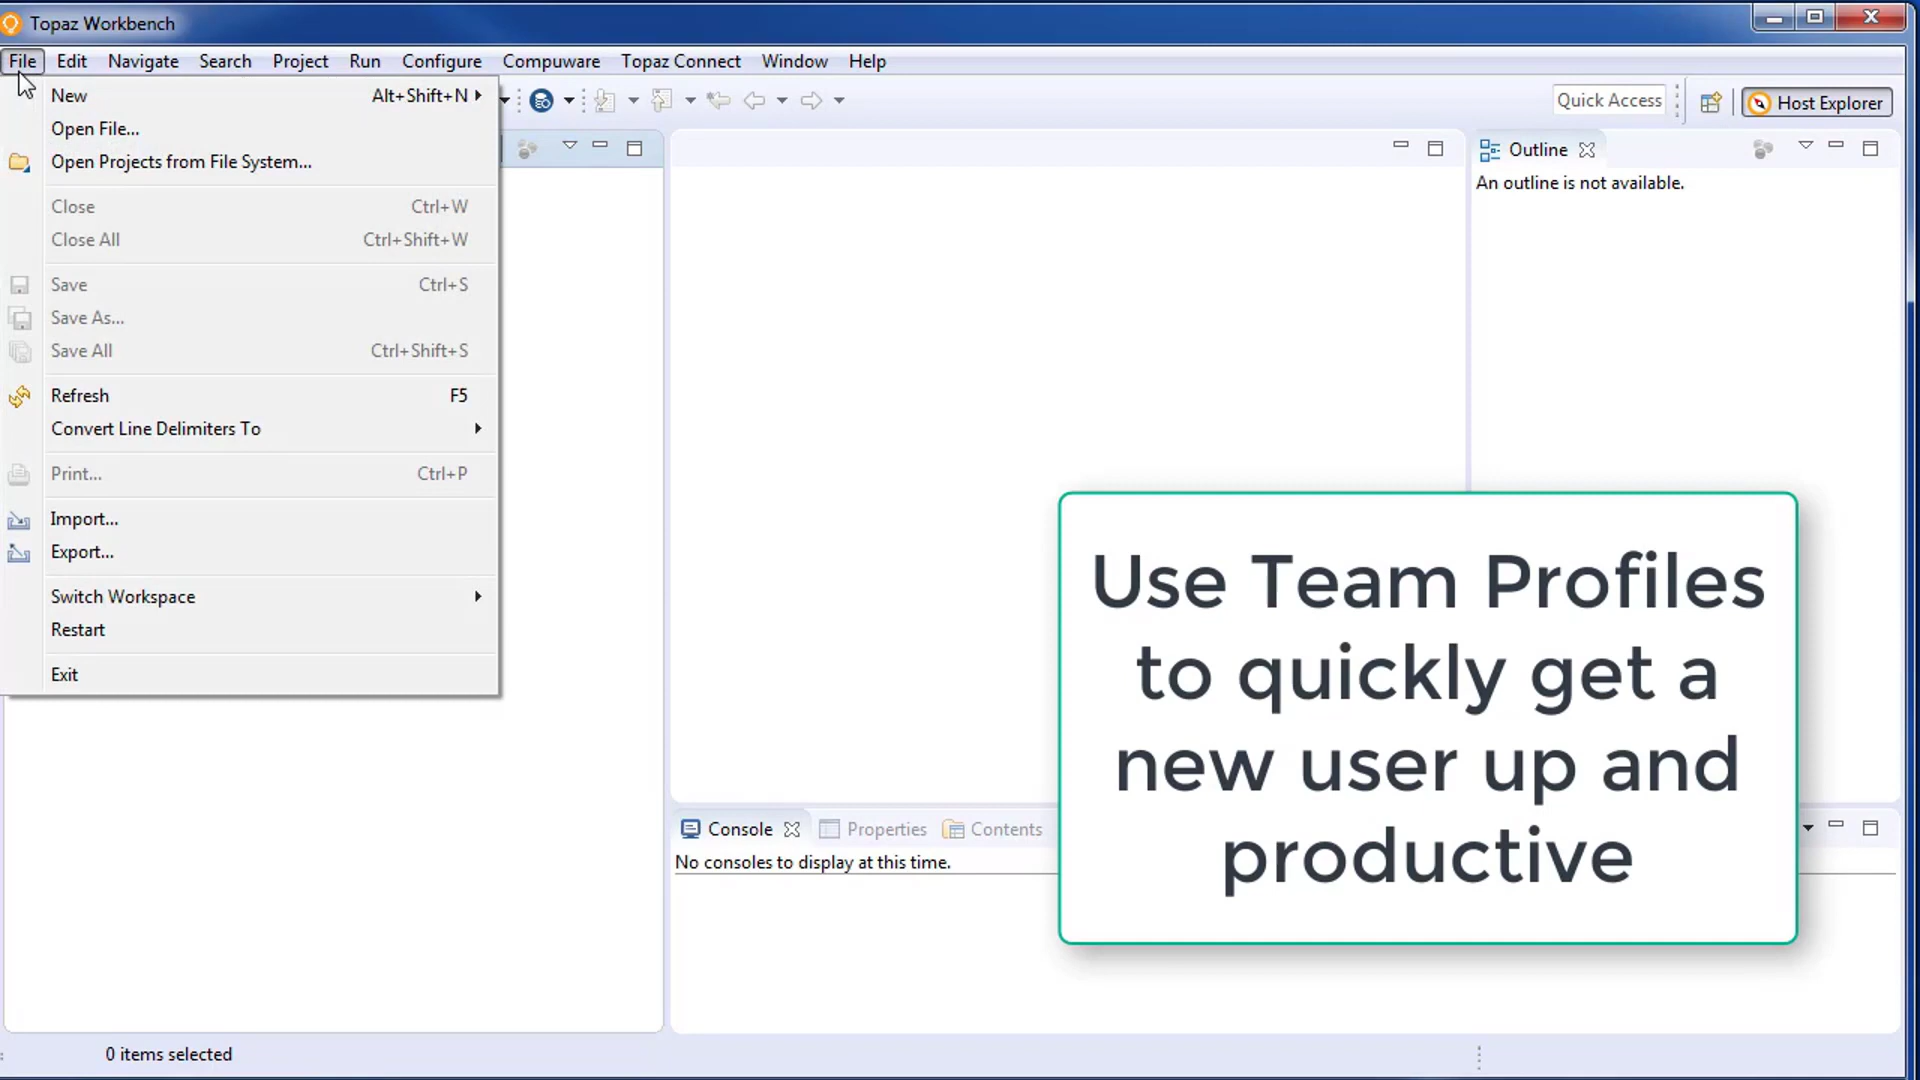 Topaz Workbench
File Edit Navigate Search Project Run Configure Compuware Topaz Connect Window Help
New Alt+Shift+N
Open File...
Open Projects from File System...
Close Ctrl+W
Close All Ctrl+Shift+W
Save Ctrl+S
Save As...
Save All Ctrl+Shift+S
Refresh F5
Convert Line Delimiters To
Print... Ctrl+P
Import...
Export...
Switch Workspace
Restart
Exit
Quick Access
Host Explorer
Outline
An outline is not available.
Use Team Profiles
to quickly get a
new user up and
productive
Console Properties Contents
No consoles to display at this time.
0 items selected